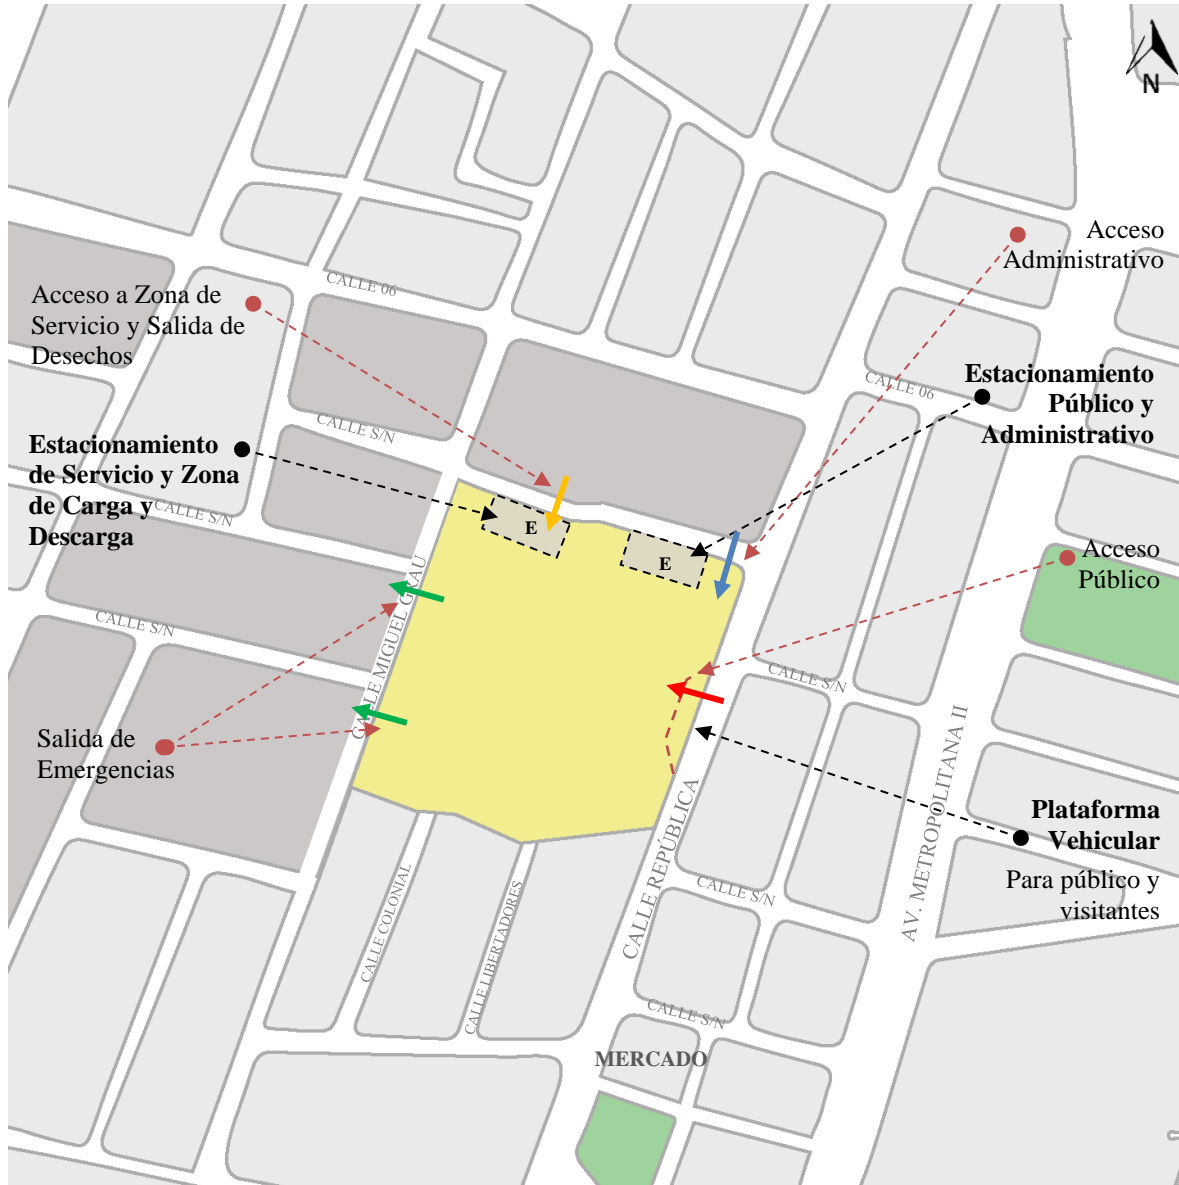 N
Acceso
Administrativo
CALLE 06
Acceso a Zona de
Servicio y Salida de
Desechos
Estacionamiento
Público y
Administrativo
CALLE 06
CALLE S/N
Estacionamiento
de Servicio y Zona
de Carga y
Descarga
CALLE S/N
E
E
Acceso
Público
CALLE MIGUEL GRAU
CALLE S/N
CALLE S/N
Salida de
Emergencias
AV. METROPOLITANA II
Plataforma
Vehicular
Para público y
visitantes
CALLE REPÚBLICA
CALLE S/N
CALLE COLONIAL
CALLE LIBERTADORES
CALLE S/N
MERCADO